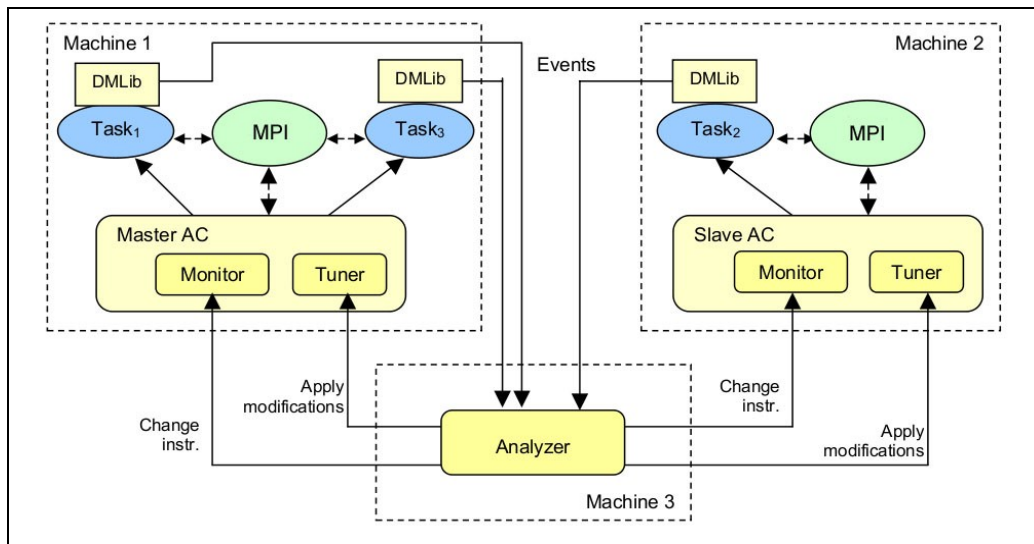 Machine 1
DMLib
DMLib
Task1
MPI
Task3
Master AC
Monitor
Tuner
Events
Machine 2
DMLib
Task2
MPI
Slave AC
Monitor
Tuner
Apply
modifications
Change
instr.
Change
instr.
Apply
modifications
Analyzer
Machine 3